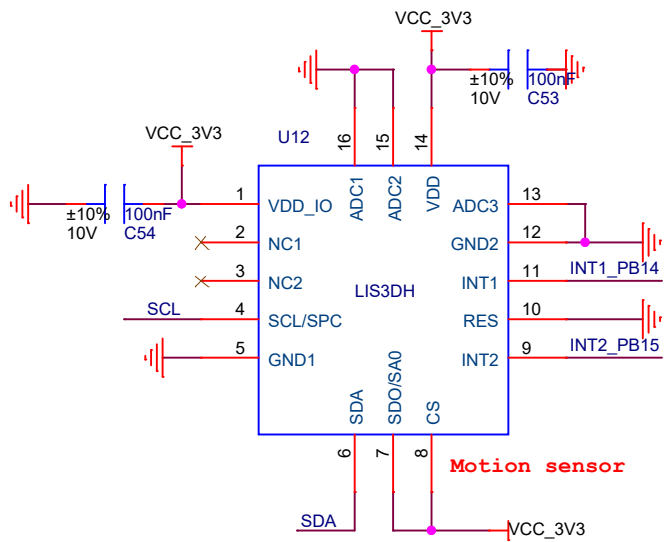 VCC_3V3
±10%
10V
100nF
C53
U12
16
15
14
VCC_3V3
ADC1
ADC2
VDD
±10%
10V
100nF
C54
1
VDD_IO
ADC3
13
2
NC1
GND2
12
3
NC2
INT1
11
INT1_PB14
LIS3DH
SCL
4
SCL/SPC
RES
10
5
GND1
INT2
9
INT2_PB15
SDA
SDO/SA0
CS
6
7
8
Motion sensor
SDA
VCC_3V3